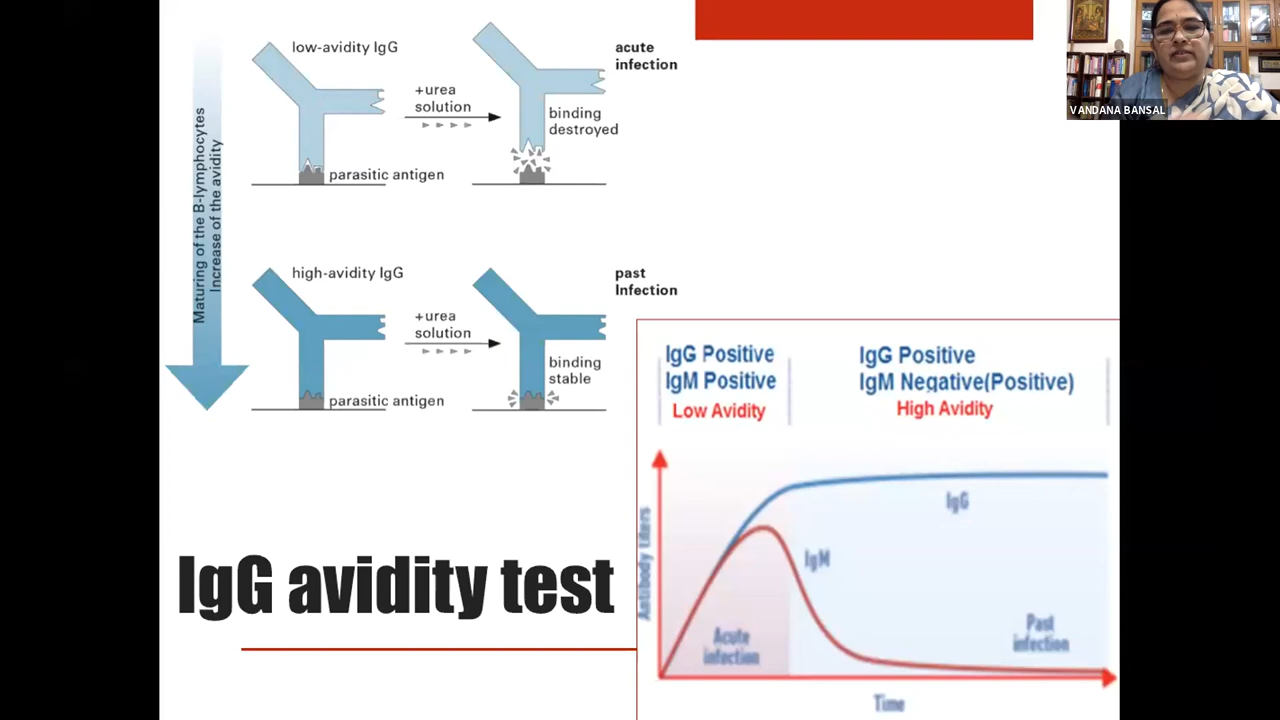 low-avidity IgG
acute
infection
+urea
solution
binding
destroyed
parasitic antigen
Maturing of the B-lymphocytes
Increase of the avidity
high-avidity IgG
past
Infection
+urea
solution
binding
stable
parasitic antigen
IgG avidity test
IgG Positive
IgM Positive
Low Avidity
IgG Positive
IgM Negative(Positive)
High Avidity
Antibody titers
IgG
IgM
Acute
infection
Past
infection
Time
VANDANA BANSAL